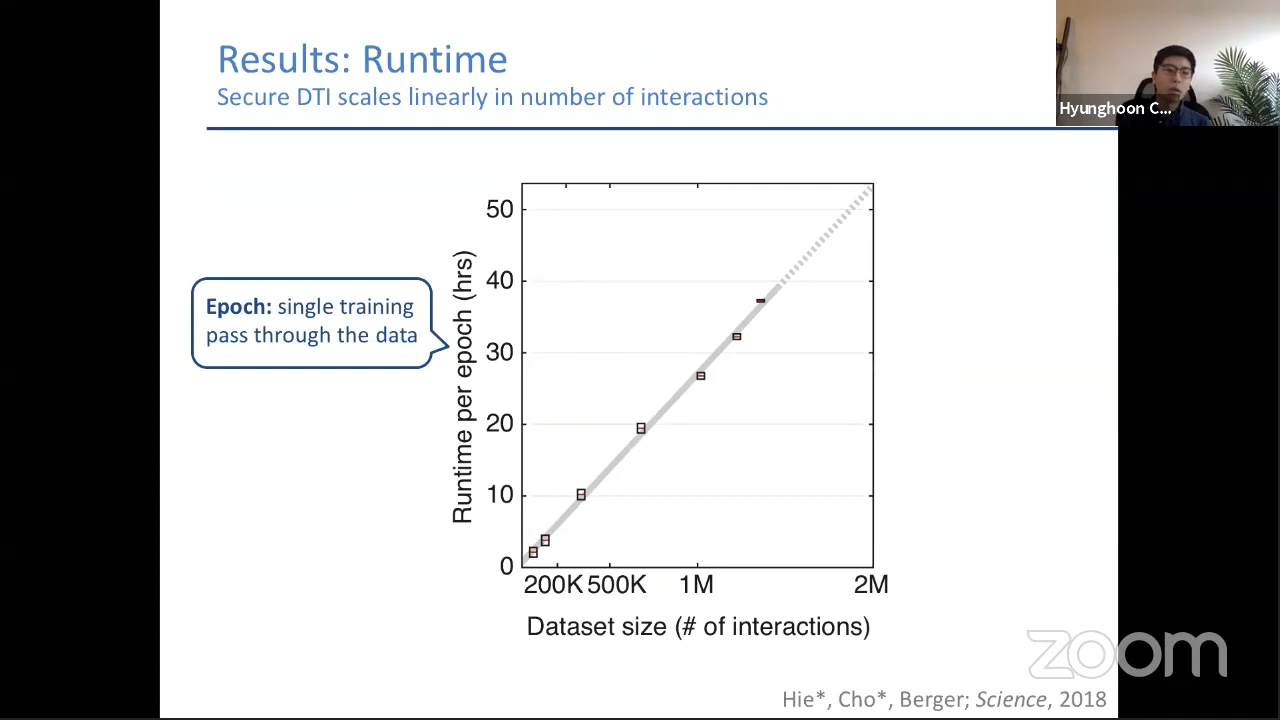 Results: Runtime
Secure DTI scales linearly in number of interactions
Hyunghoon C...
Epoch: single training
pass through the data
Runtime per epoch (hrs)
50
40
30
20
10
0
200K 500K 1M 2M
Dataset size (# of interactions)
zoom
Hie*, Cho*, Berger; Science, 2018